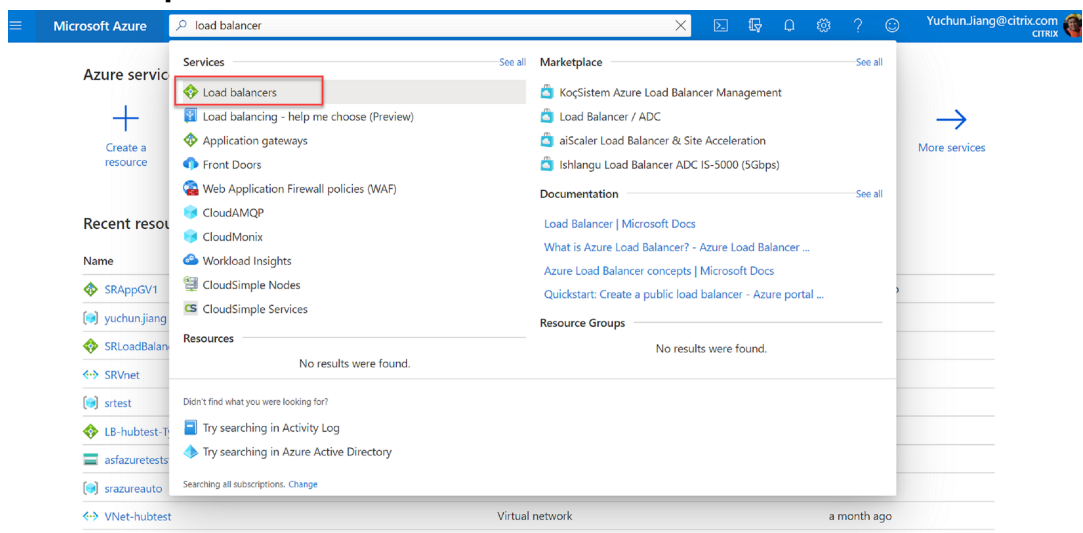 Microsoft Azure
load balancer
Yuchun.Jiang@citrix.com
CITRIX
Azure servic
Create a
resource
More services
Recent resou
Name
SRAppGV1
yuchun.jiang
SRLoadBalan
SRVnet
srtest
LB-hubtest-T
asfazuretests
srazureauto
VNet-hubtest
Virtual network
a month ago
Services
See all
Load balancers
Load balancing - help me choose (Preview)
Application gateways
Front Doors
Web Application Firewall policies (WAF)
CloudAMQP
CloudMonix
Workload Insights
CloudSimple Nodes
CS CloudSimple Services
Resources
No results were found.
Marketplace
See all
KoçSistem Azure Load Balancer Management
Load Balancer / ADC
aiScaler Load Balancer & Site Acceleration
Ishlangu Load Balancer ADC IS-5000 (5Gbps)
Documentation
See all
Load Balancer | Microsoft Docs
What is Azure Load Balancer? - Azure Load Balancer ...
Azure Load Balancer concepts | Microsoft Docs
Quickstart: Create a public load balancer - Azure portal ...
Resource Groups
No results were found.
Didn't find what you were looking for?
Try searching in Activity Log
Try searching in Azure Active Directory
Searching all subscriptions. Change